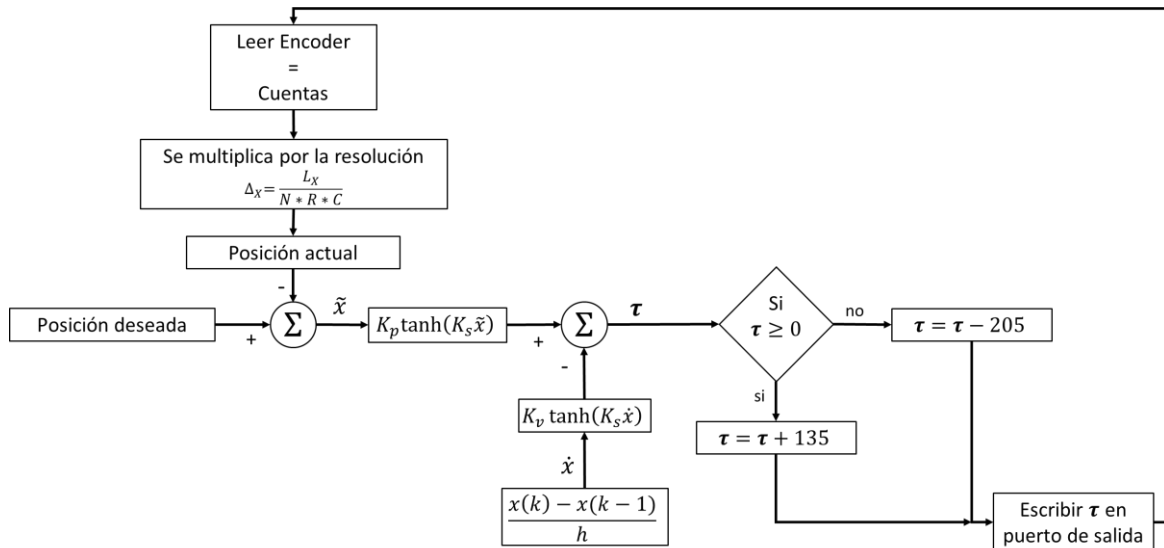 Leer Encoder
=
Cuentas
Se multiplica por la resolución
Δ_X = L_X / (N * R * C)
Posición actual
-
Posición deseada
+
Σ
x̃
K_p tanh(K_s x̃)
+
Σ
-
τ
Si
τ ≥ 0
no
τ = τ − 205
si
τ = τ + 135
K_v tanh(K_s ẋ)
ẋ
(x(k) − x(k − 1)) / h
Escribir τ en
puerto de salida